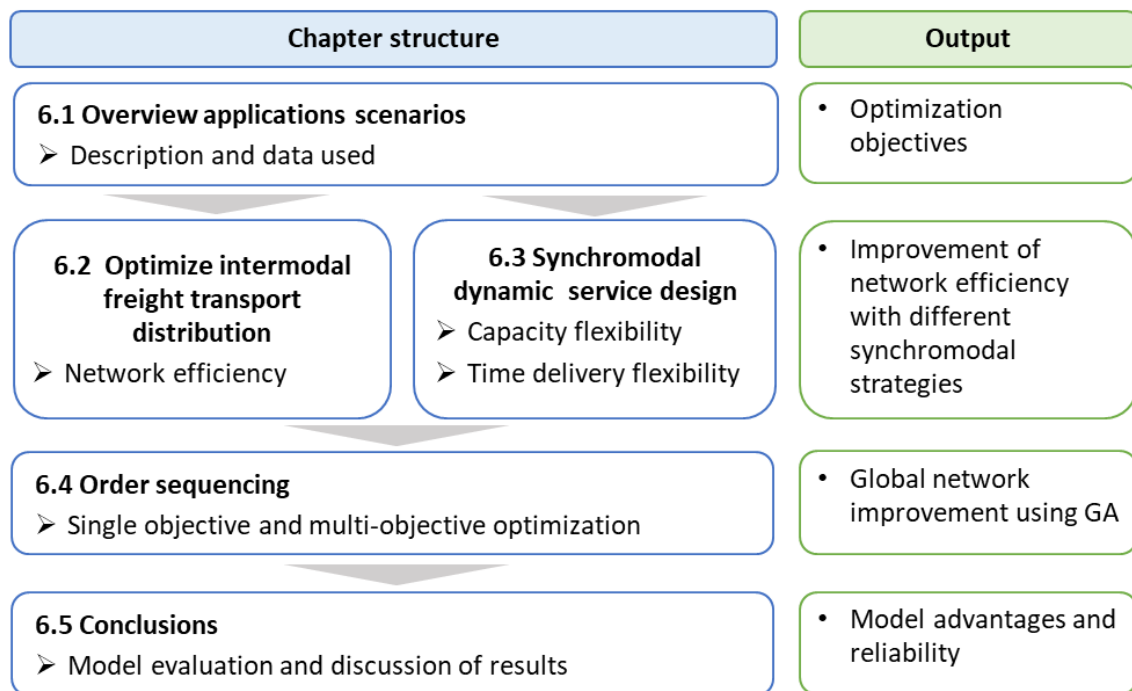 Chapter structure
Output
6.1 Overview applications scenarios
➢ Description and data used
• Optimization
objectives
6.2 Optimize intermodal
freight transport
distribution
➢ Network efficiency
6.3 Synchromodal
dynamic service design
➢ Capacity flexibility
➢ Time delivery flexibility
• Improvement of
network efficiency
with different
synchromodal
strategies
6.4 Order sequencing
➢ Single objective and multi-objective optimization
• Global network
improvement using GA
6.5 Conclusions
➢ Model evaluation and discussion of results
• Model advantages and
reliability